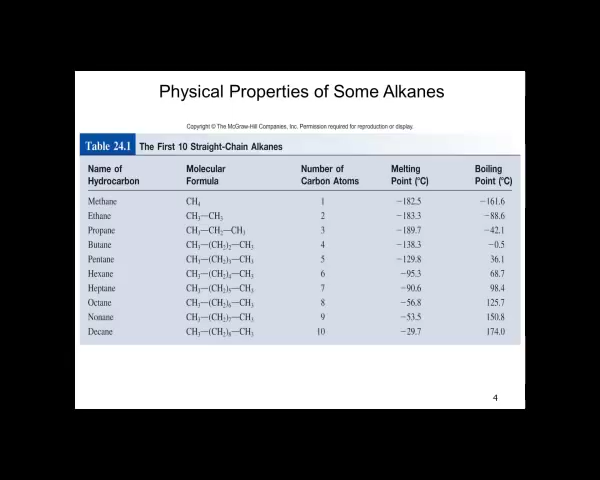 Physical Properties of Some Alkanes
Copyright © The McGraw-Hill Companies, Inc. Permission required for reproduction or display.
Table 24.1 The First 10 Straight-Chain Alkanes
Name of Molecular Number of Melting Boiling
Hydrocarbon Formula Carbon Atoms Point (°C) Point (°C)
Methane CH₄ 1 −182.5 −161.6
Ethane CH₃—CH₃ 2 −183.3 −88.6
Propane CH₃—CH₂—CH₃ 3 −189.7 −42.1
Butane CH₃—(CH₂)₂—CH₃ 4 −138.3 −0.5
Pentane CH₃—(CH₂)₃—CH₃ 5 −129.8 36.1
Hexane CH₃—(CH₂)₄—CH₃ 6 −95.3 68.7
Heptane CH₃—(CH₂)₅—CH₃ 7 −90.6 98.4
Octane CH₃—(CH₂)₆—CH₃ 8 −56.8 125.7
Nonane CH₃—(CH₂)₇—CH₃ 9 −53.5 150.8
Decane CH₃—(CH₂)₈—CH₃ 10 −29.7 174.0
4